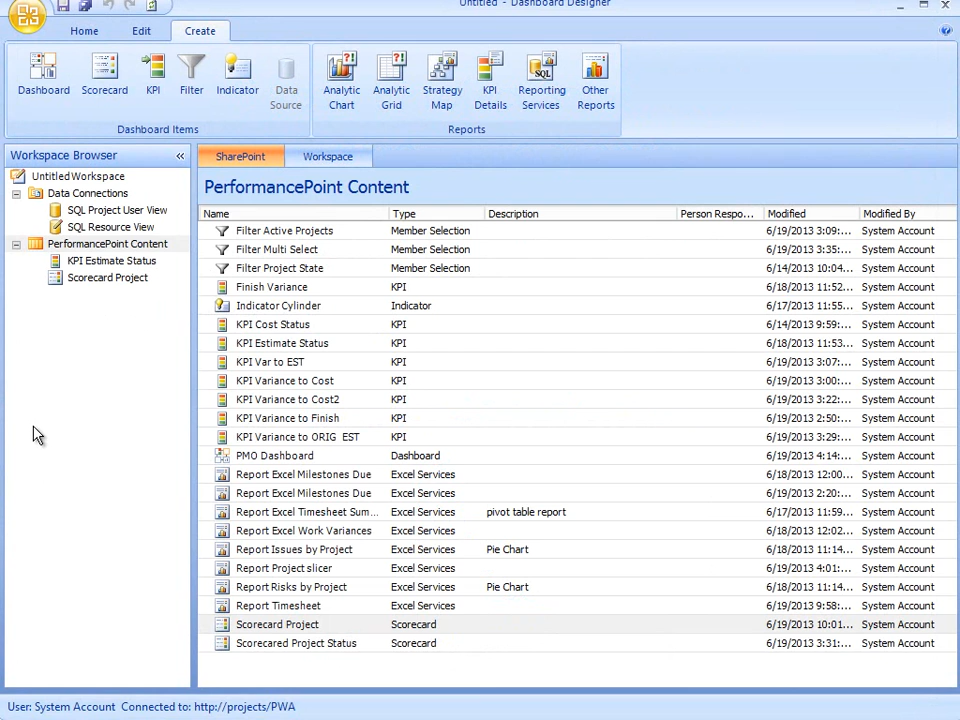 Untitled - Dashboard Designer
Home Edit Create
Dashboard Scorecard KPI Filter Indicator Data Source Analytic Chart Analytic Grid Strategy Map KPI Details Reporting Services Other Reports
Dashboard Items Reports
Workspace Browser «
Untitled Workspace
Data Connections
SQL Project User View
SQL Resource View
PerformancePoint Content
KPI Estimate Status
Scorecard Project
SharePoint Workspace
PerformancePoint Content
Name Type Description Person Respo... Modified Modified By
Filter Active Projects Member Selection 6/19/2013 3:09:... System Account
Filter Multi Select Member Selection 6/19/2013 3:35:... System Account
Filter Project State Member Selection 6/14/2013 10:04... System Account
Finish Variance KPI 6/18/2013 11:52... System Account
Indicator Cylinder Indicator 6/17/2013 11:55... System Account
KPI Cost Status KPI 6/14/2013 9:59:... System Account
KPI Estimate Status KPI 6/18/2013 11:53... System Account
KPI Var to EST KPI 6/19/2013 3:07:... System Account
KPI Variance to Cost KPI 6/19/2013 3:00:... System Account
KPI Variance to Cost2 KPI 6/19/2013 3:22:... System Account
KPI Variance to Finish KPI 6/19/2013 2:50:... System Account
KPI Variance to ORIG EST KPI 6/19/2013 3:29:... System Account
PMO Dashboard Dashboard 6/19/2013 4:14:... System Account
Report Excel Milestones Due Excel Services 6/18/2013 12:00... System Account
Report Excel Milestones Due Excel Services 6/19/2013 2:20:... System Account
Report Excel Timesheet Sum... Excel Services pivot table report 6/17/2013 11:59... System Account
Report Excel Work Variances Excel Services 6/18/2013 12:02... System Account
Report Issues by Project Excel Services Pie Chart 6/18/2013 11:14... System Account
Report Project slicer Excel Services 6/19/2013 4:01:... System Account
Report Risks by Project Excel Services Pie Chart 6/18/2013 11:14... System Account
Report Timesheet Excel Services 6/19/2013 9:58:... System Account
Scorecard Project Scorecard 6/19/2013 10:01... System Account
Scorecared Project Status Scorecard 6/19/2013 3:31:... System Account
User: System Account Connected to: http://projects/PWA